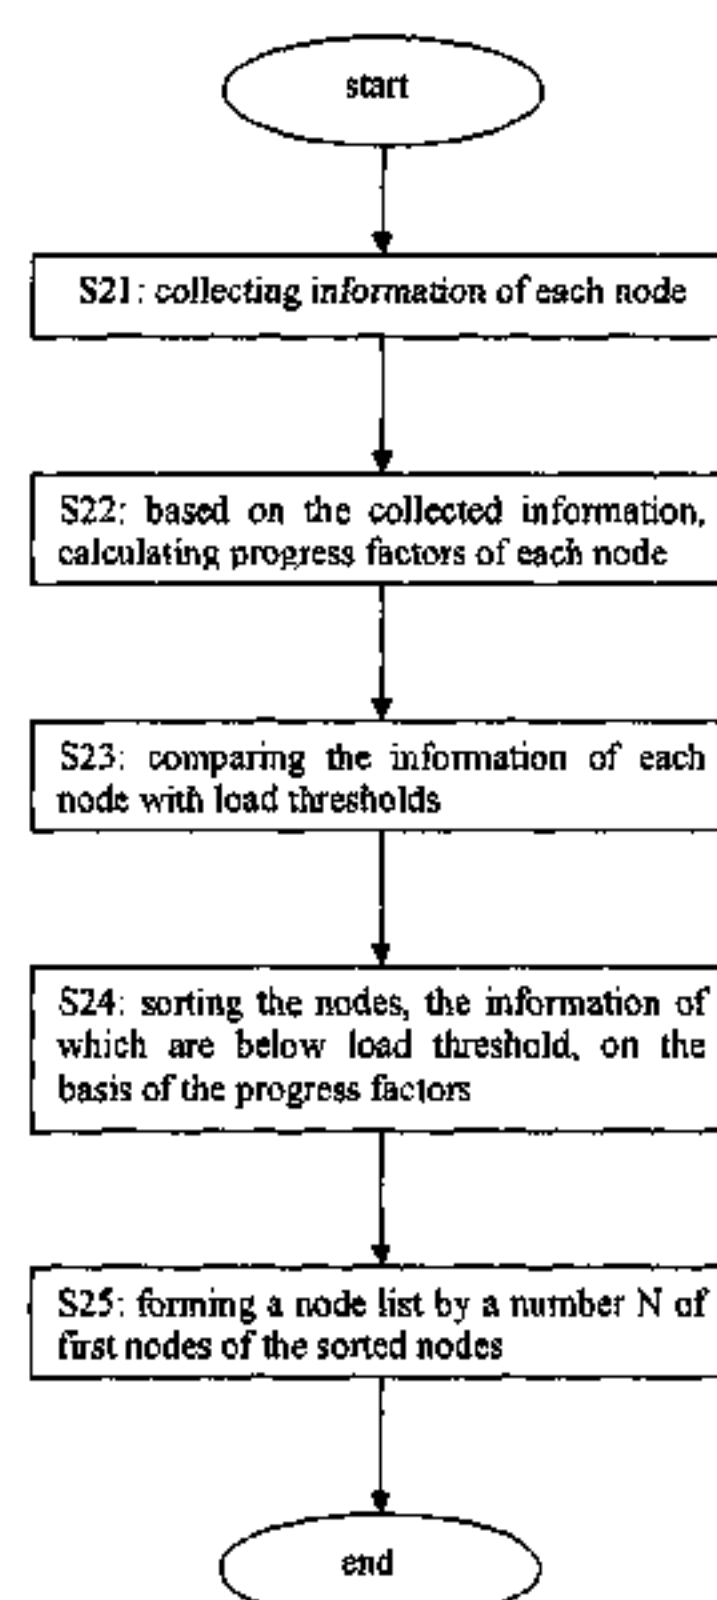 start
S21: collecting information of each node
S22: based on the collected information,
calculating progress factors of each node
S23: comparing the information of each
node with load thresholds
S24: sorting the nodes, the information of
which are below load threshold, on the
basis of the progress factors
S25: forming a node list by a number N of
first nodes of the sorted nodes
end